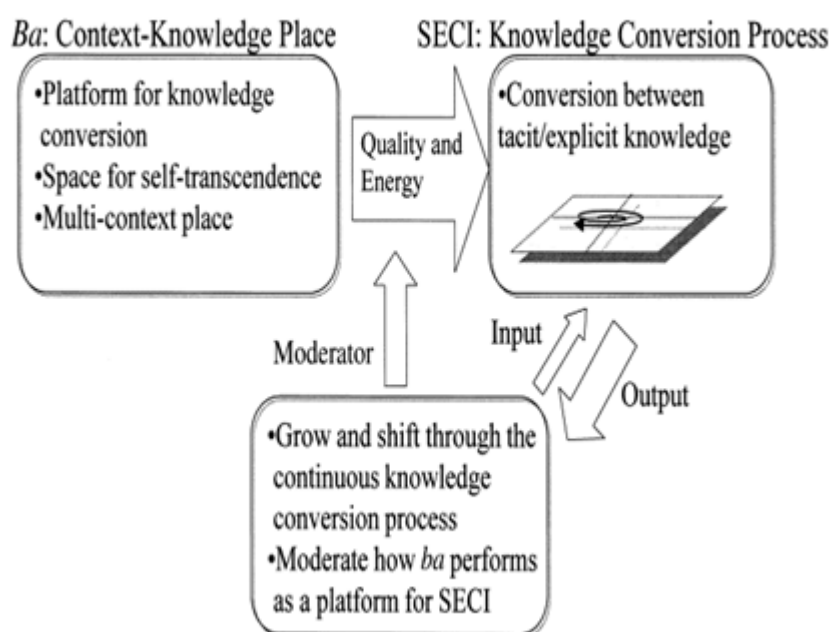 Ba: Context-Knowledge Place
SECI: Knowledge Conversion Process
•Platform for knowledge
conversion
•Space for self-transcendence
•Multi-context place
Quality and
Energy
•Conversion between
tacit/explicit knowledge
Moderator
Input
Output
•Grow and shift through the
continuous knowledge
conversion process
•Moderate how ba performs
as a platform for SECI